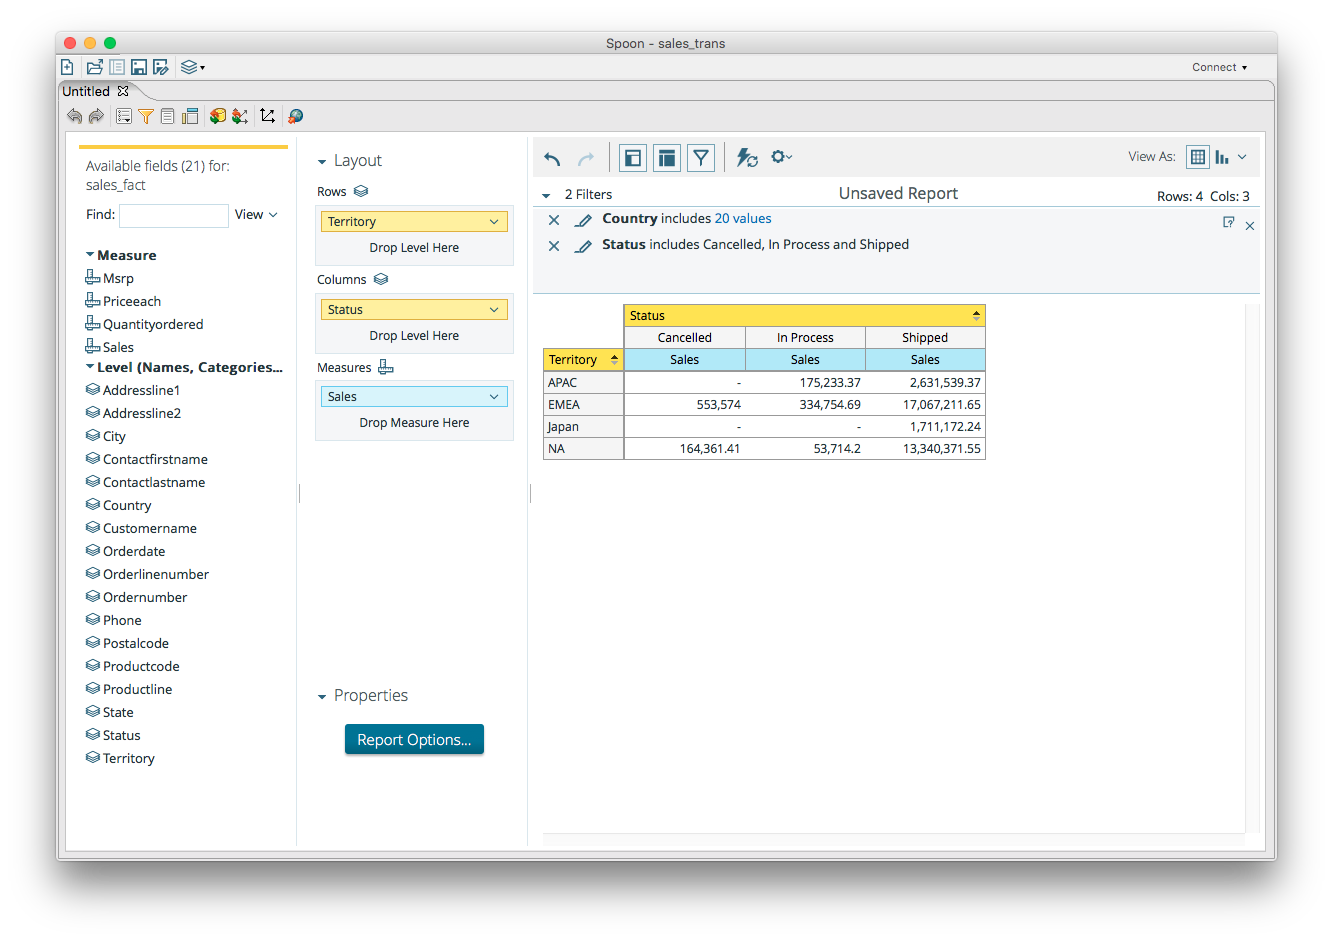 Spoon - sales_trans
Connect
Untitled
Available fields (21) for:
sales_fact
Find:
View
Measure
Msrp
Priceeach
Quantityordered
Sales
Level (Names, Categories...
Addressline1
Addressline2
City
Contactfirstname
Contactlastname
Country
Customername
Orderdate
Orderlinenumber
Ordernumber
Phone
Postalcode
Productcode
Productline
State
Status
Territory
Layout
Rows
Territory
Drop Level Here
Columns
Status
Drop Level Here
Measures
Sales
Drop Measure Here
Properties
Report Options...
View As:
2 Filters
Unsaved Report
Rows: 4 Cols: 3
Country includes 20 values
Status includes Cancelled, In Process and Shipped
Status
Cancelled In Process Shipped
Territory Sales Sales Sales
APAC - 175,233.37 2,631,539.37
EMEA 553,574 334,754.69 17,067,211.65
Japan - - 1,711,172.24
NA 164,361.41 53,714.2 13,340,371.55